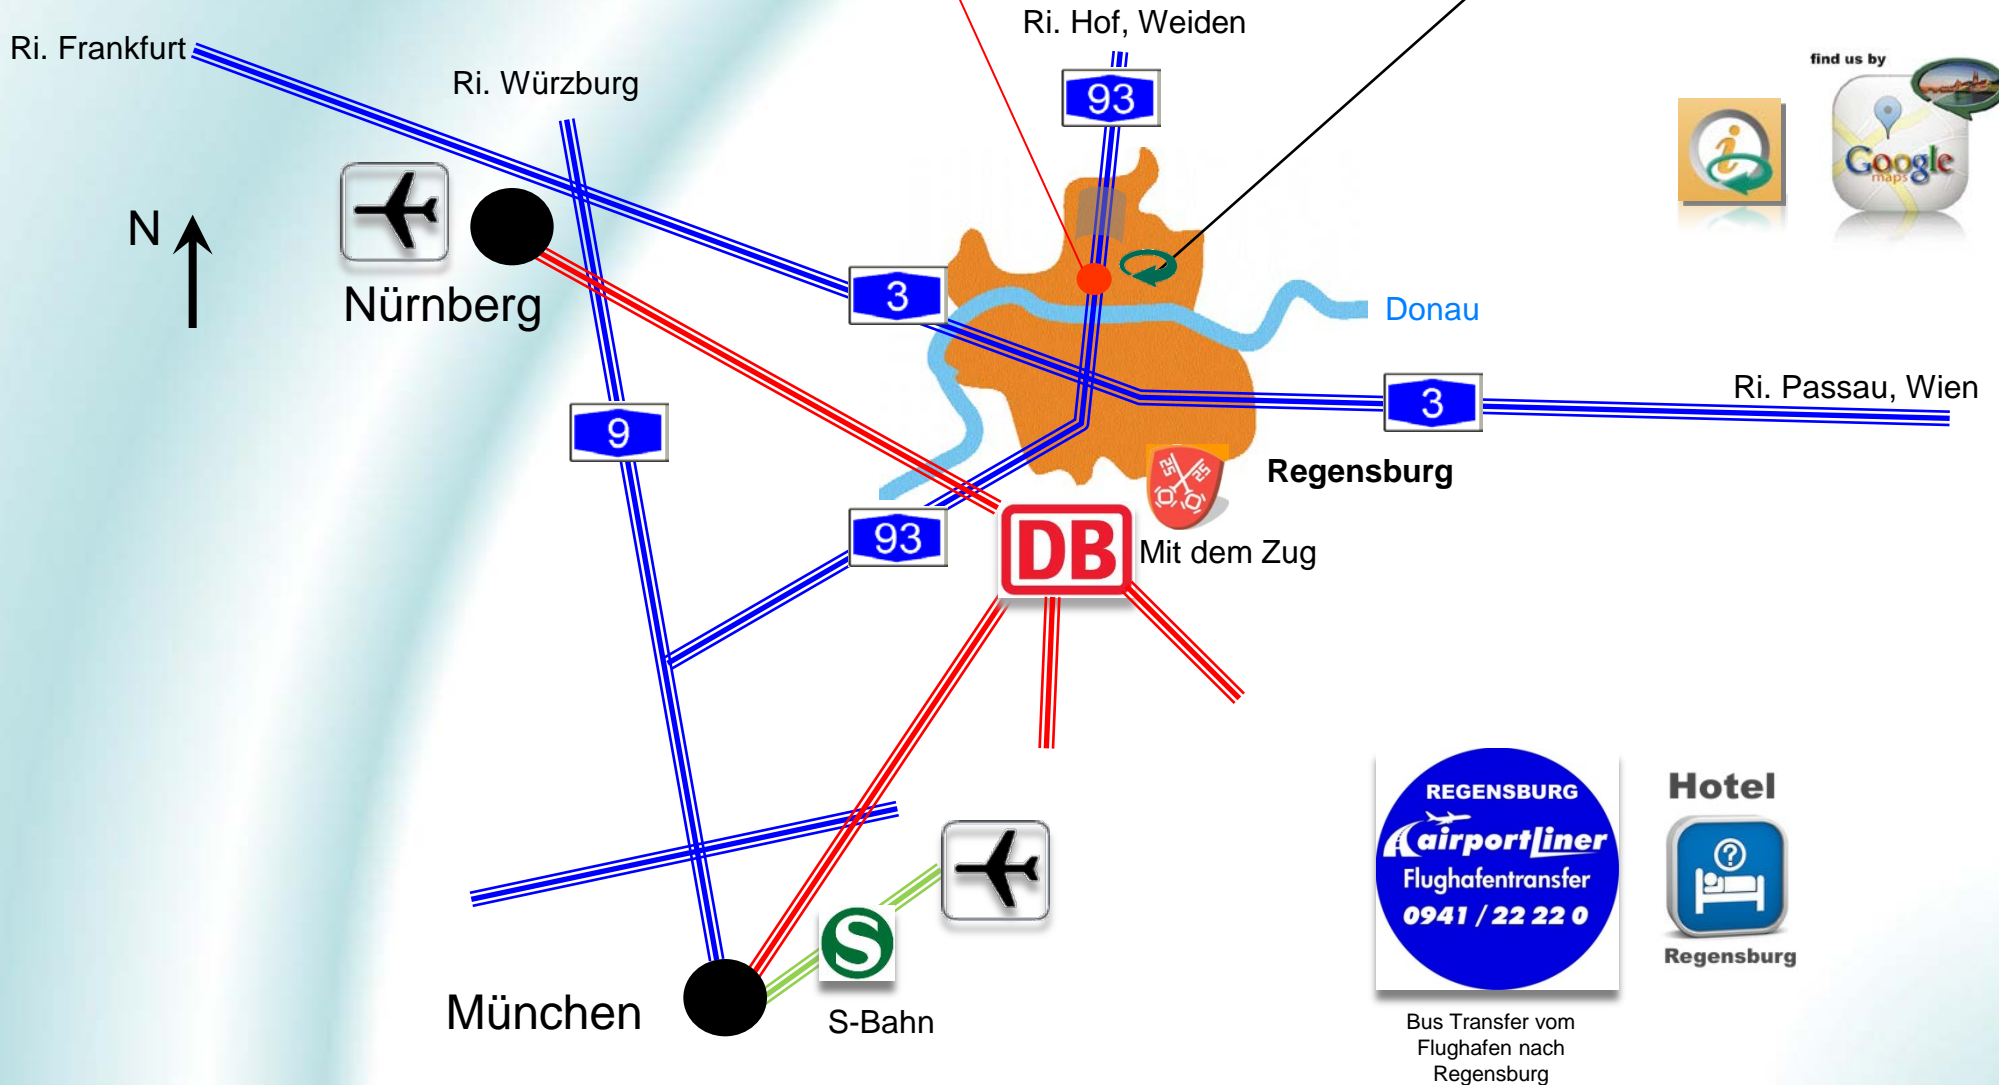 Ri. Hof, Weiden
Ri. Frankfurt
find us by
Ri. Würzburg
93
i
Google
maps
N
3
Nürnberg
Donau
Ri. Passau, Wien
3
9
Regensburg
93
DB
Mit dem Zug
REGENSBURG
airportliner
Flughafentransfer
0941 / 22 22 0
Hotel
?
Regensburg
S
München
S-Bahn
Bus Transfer vom
Flughafen nach
Regensburg